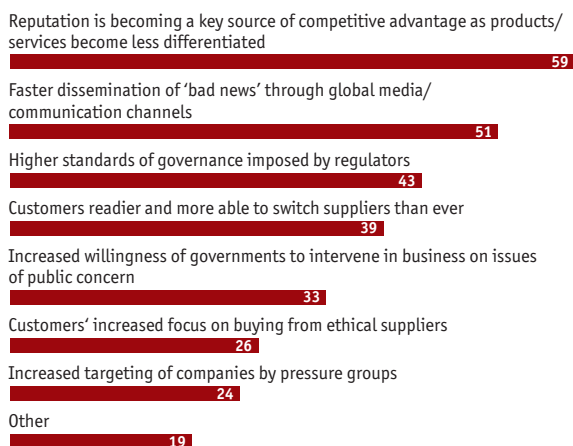 Reputation is becoming a key source of competitive advantage as products/
services become less differentiated
59
Faster dissemination of ‘bad news’ through global media/
communication channels
51
Higher standards of governance imposed by regulators
43
Customers readier and more able to switch suppliers than ever
39
Increased willingness of governments to intervene in business on issues
of public concern
33
Customers‘ increased focus on buying from ethical suppliers
26
Increased targeting of companies by pressure groups
24
Other
19